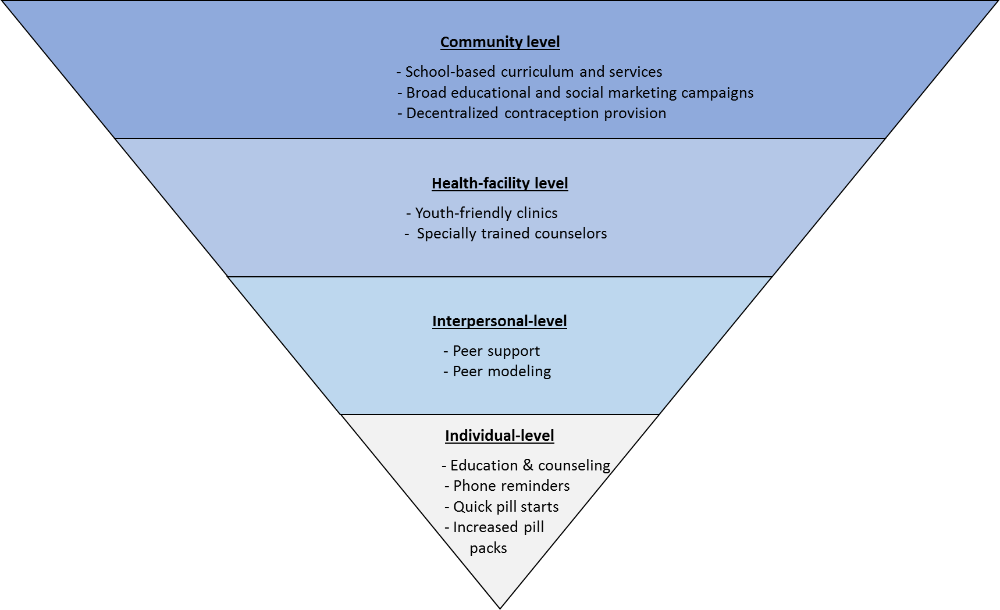 Community level
- School-based curriculum and services
- Broad educational and social marketing campaigns
- Decentralized contraception provision
Health-facility level
- Youth-friendly clinics
- Specially trained counselors
Interpersonal-level
- Peer support
- Peer modeling
Individual-level
- Education & counseling
- Phone reminders
- Quick pill starts
- Increased pill
packs